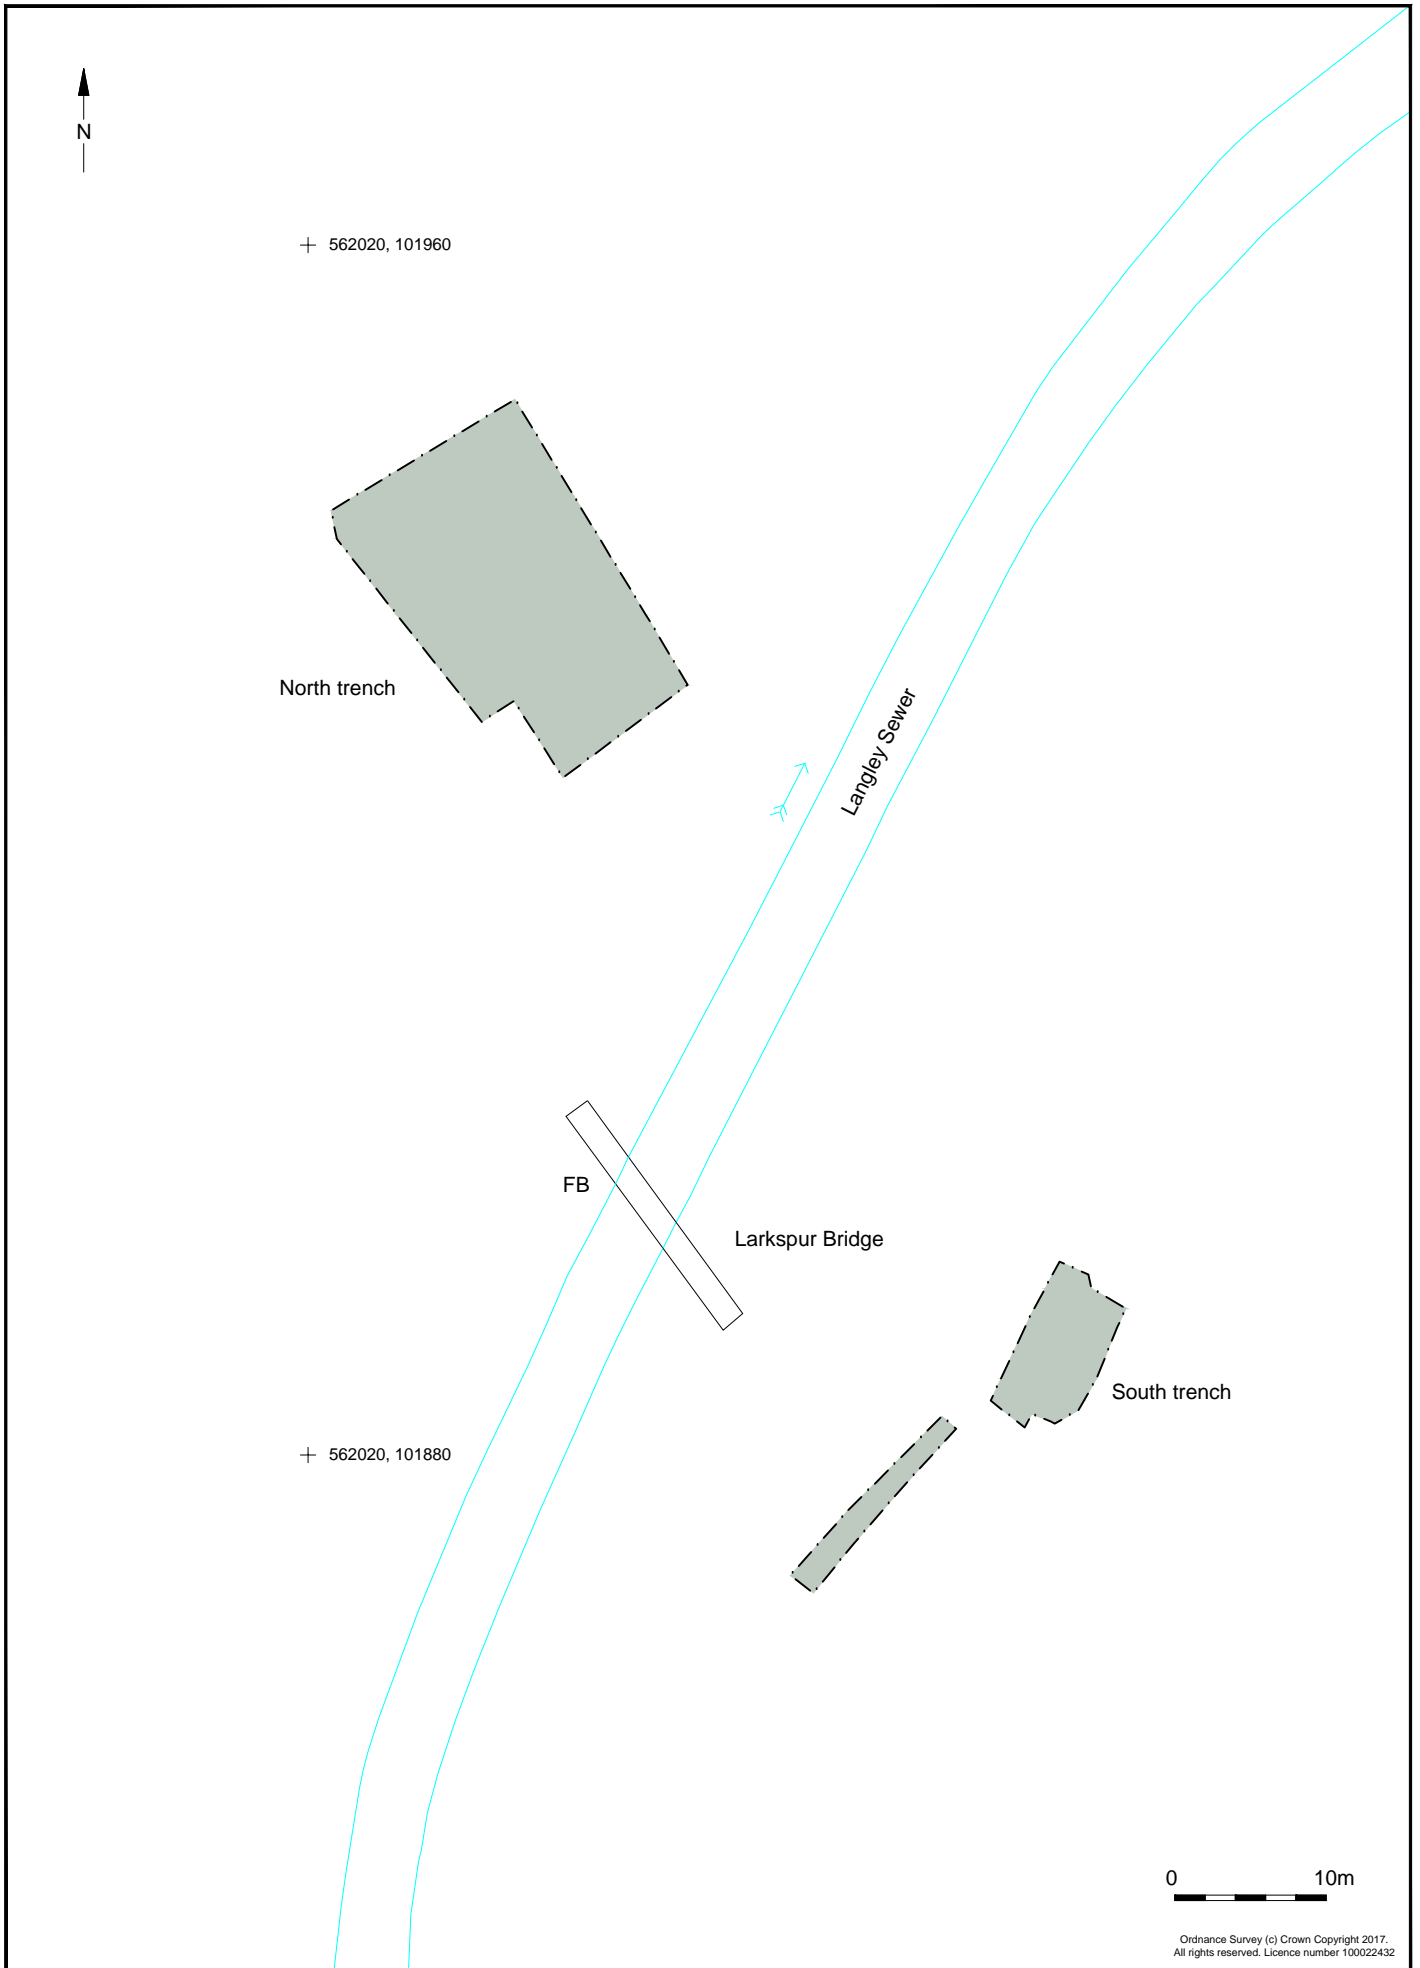 N
562020, 101960
North trench
Langley Sewer
FB
Larkspur Bridge
South trench
562020, 101880
0 10m
Ordnance Survey (c) Crown Copyright 2017.
All rights reserved. Licence number 100022432